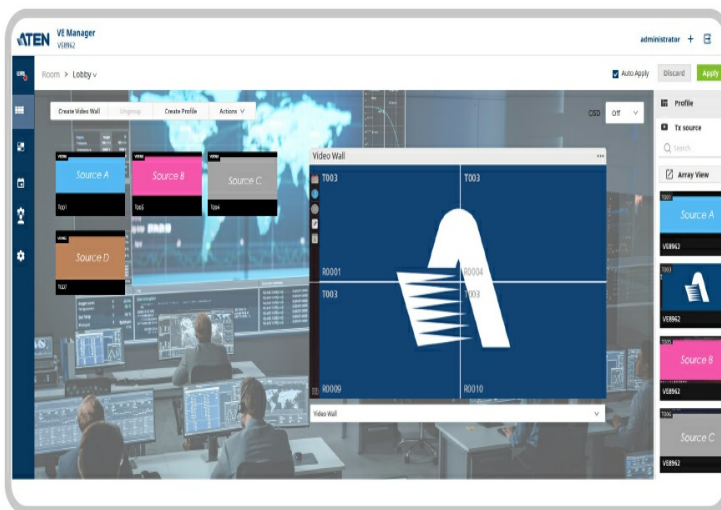 ATEN
VE Manager
VE8962
administrator
Room > Lobby
Auto Apply
Discard
Apply
Create Video Wall
Ungroup
Create Profile
Actions
OSD
Off
Profile
Tx source
Search
Array View
Source A
Source B
Source C
Source D
Video Wall
T003
T003
R0001
R0004
T003
T003
R0009
R0010
Video Wall
Source A
VE8962
T003
VE8962
Source B
VE8962
Source C
VE8962